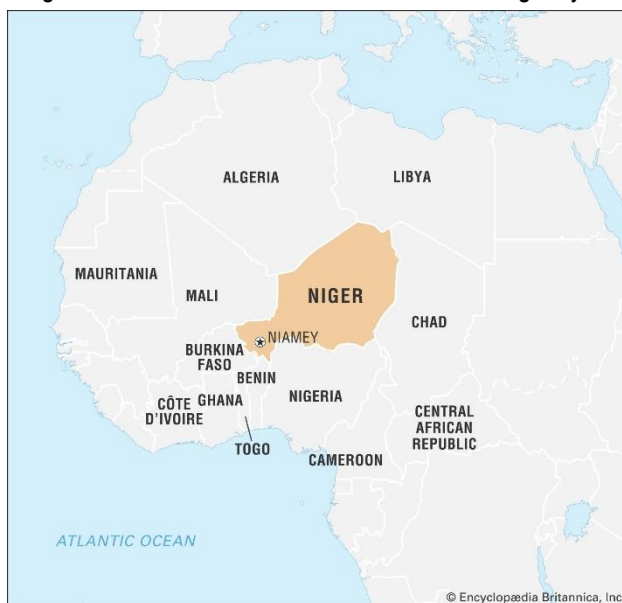 ALGERIA
LIBYA
MAURITANIA
MALI
NIGER
CHAD
NIAMEY
BURKINA
FASO
BENIN
NIGERIA
GHANA
CÔTE
D'IVOIRE
TOGO
CENTRAL
AFRICAN
REPUBLIC
CAMEROON
ATLANTIC OCEAN
© Encyclopædia Britannica, Inc